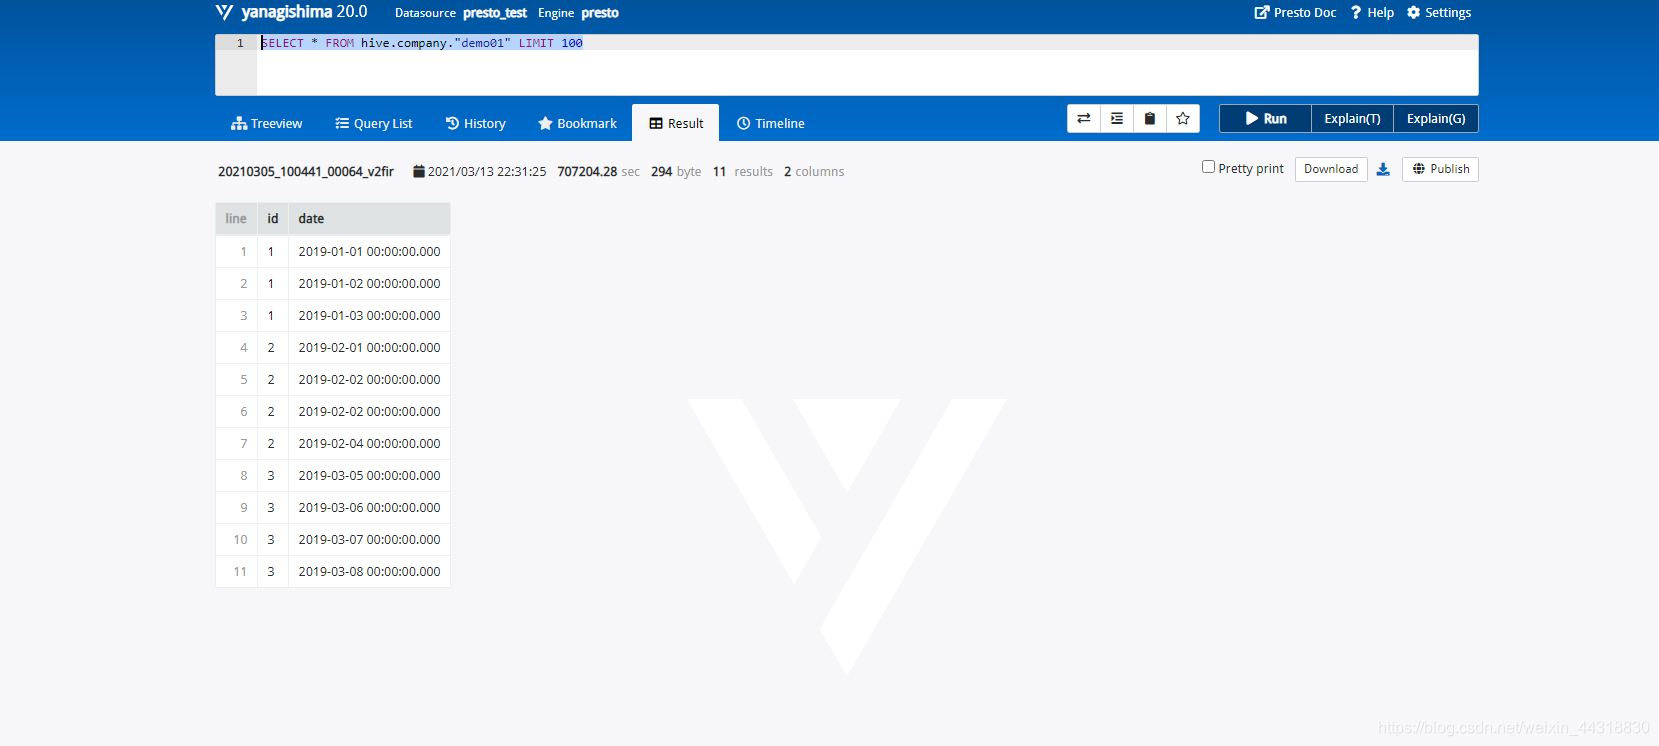 yanagishima 20.0 Datasource presto_test Engine presto Presto Doc ? Help Settings
1 SELECT * FROM hive.company."demo01" LIMIT 100
Treeview Query List History Bookmark Result Timeline Run Explain(T) Explain(G)
20210305_100441_00064_v2fir 2021/03/13 22:31:25 707204.28 sec 294 byte 11 results 2 columns Pretty print Download Publish
line id date
1 1 2019-01-01 00:00:00.000
2 1 2019-01-02 00:00:00.000
3 1 2019-01-03 00:00:00.000
4 2 2019-02-01 00:00:00.000
5 2 2019-02-02 00:00:00.000
6 2 2019-02-02 00:00:00.000
7 2 2019-02-04 00:00:00.000
8 3 2019-03-05 00:00:00.000
9 3 2019-03-06 00:00:00.000
10 3 2019-03-07 00:00:00.000
11 3 2019-03-08 00:00:00.000
https://blog.csdn.net/weixin_44318830